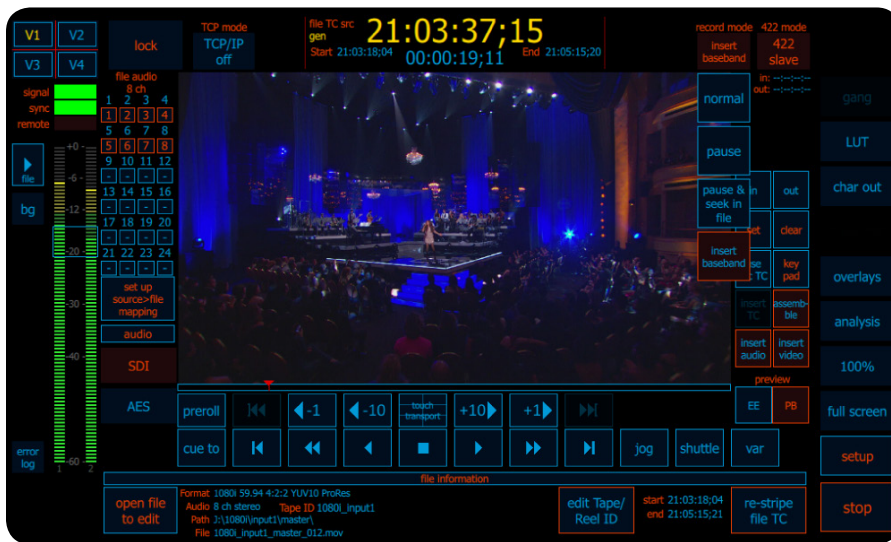 V1 V2
V3 V4
lock
TCP mode
TCP/IP
off
file TC src
gen
21:03:37;15
Start 21:03:18;04
00:00:19;11
End 21:05:15;20
record mode
insert
baseband
422 mode
422
slave
in: --:--:--:--
out: --:--:--:--
signal
sync
remote
file audio
8 ch
1 2 3 4
1 2 3 4
5 6 7 8
5 6 7 8
9 10 11 12
- - - -
13 14 15 16
- - - -
17 18 19 20
- - - -
21 22 23 24
- - - -
set up
source>file
mapping
audio
SDI
AES
file
bg
+0 -
-6 -
-12 -
-20 -
-30 -
-40 -
-60 -
1 2
error
log
normal
pause
pause &
seek in
file
insert
baseband
in
out
clear
TC
key
pad
insert
TC
assemb-
ble
insert
audio
insert
video
preview
EE
PB
gang
LUT
char out
overlays
analysis
100%
full screen
setup
stop
preroll
-1
-10
touch
transport
+10
+1
cue to
jog
shuttle
var
file information
open file
to edit
Format 1080i 59.94 4:2:2 YUV10 ProRes
Audio 8 ch stereo Tape ID 1080i_input1
Path J:\1080i\input1\master\
File 1080i_input1_master_012.mov
edit Tape/
Reel ID
start 21:03:18;04
end 21:05:15;21
re-stripe
file TC